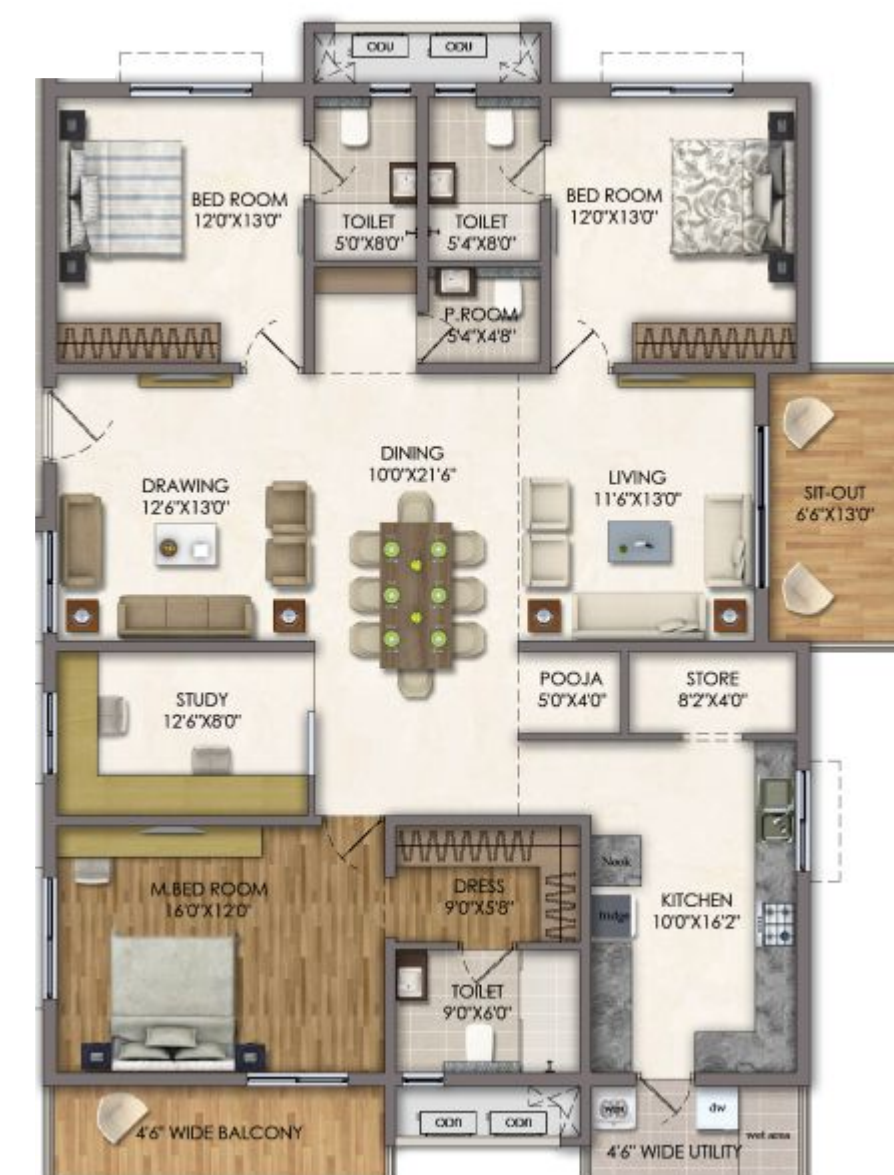 ODU ODU
BED ROOM
12'0"X13'0"
TOILET
5'0"X8'0"
TOILET
5'4"X8'0"
BED ROOM
12'0"X13'0"
P.ROOM
5'4"X4'8"
DRAWING
12'6"X13'0"
DINING
10'0"X21'6"
LIVING
11'6"X13'0"
SIT-OUT
6'6"X13'0"
STUDY
12'6"X8'0"
POOJA
5'0"X4'0"
STORE
8'2"X4'0"
M.BED ROOM
16'0"X12'0"
DRESS
9'0"X5'8"
Nook
fridge
KITCHEN
10'0"X16'2"
TOILET
9'0"X6'0"
4'6" WIDE BALCONY
ODU ODU
dw
wet area
4'6" WIDE UTILITY